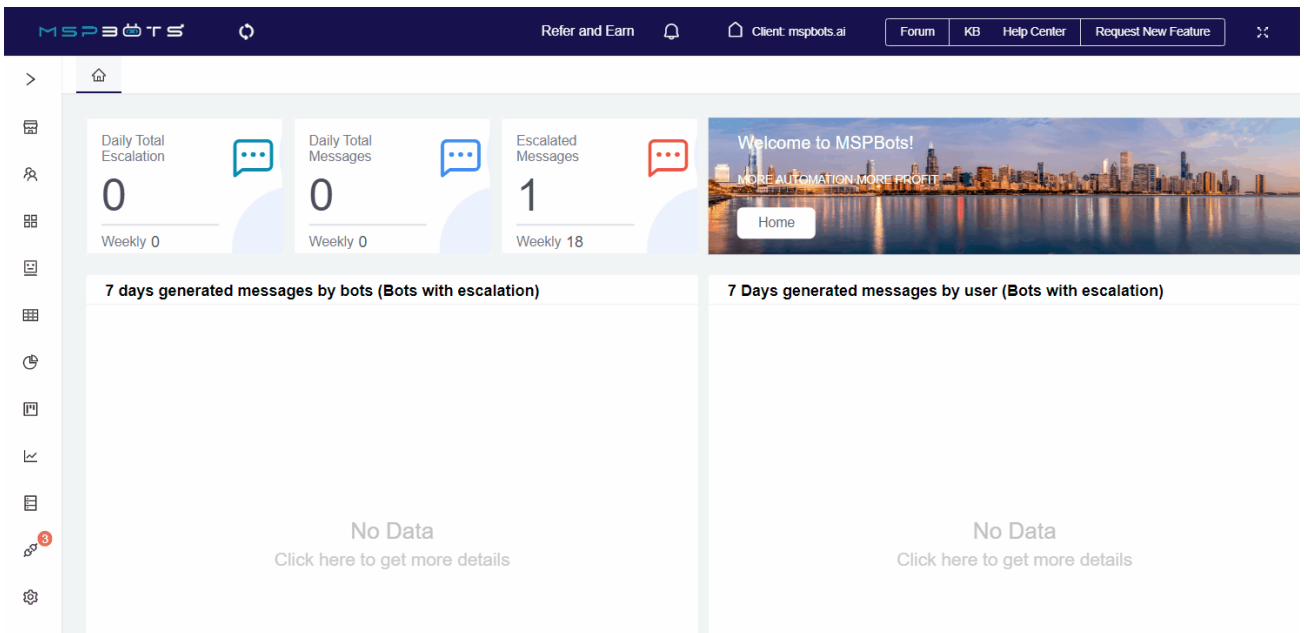 MSPBOTS
Refer and Earn
Client: mspbots.ai
Forum
KB
Help Center
Request New Feature
Daily Total
Escalation
0
Weekly 0
Daily Total
Messages
0
Weekly 0
Escalated
Messages
1
Weekly 18
Welcome to MSPBots!
MORE AUTOMATION MORE PROFIT
Home
7 days generated messages by bots (Bots with escalation)
No Data
Click here to get more details
7 Days generated messages by user (Bots with escalation)
No Data
Click here to get more details
3